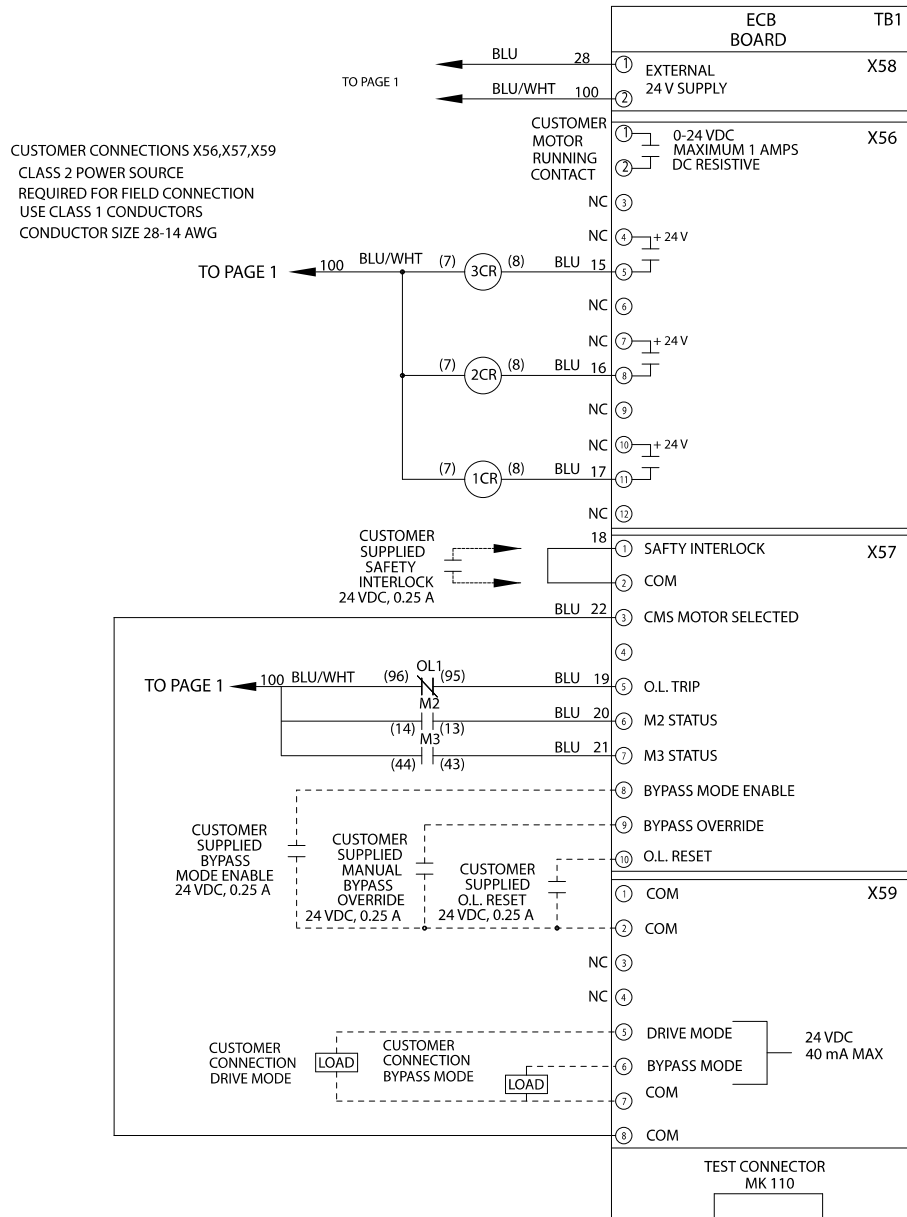 ECB
BOARD
TB1
BLU 28 1 EXTERNAL X58
TO PAGE 1
BLU/WHT 100 2 24 V SUPPLY
CUSTOMER
MOTOR
RUNNING
CONTACT
1 0-24 VDC X56
MAXIMUM 1 AMPS
2 DC RESISTIVE
CUSTOMER CONNECTIONS X56,X57,X59
CLASS 2 POWER SOURCE
REQUIRED FOR FIELD CONNECTION
USE CLASS 1 CONDUCTORS
CONDUCTOR SIZE 28-14 AWG
NC 3
NC 4 + 24 V
TO PAGE 1 100 BLU/WHT (7) 3CR (8) BLU 15 5
NC 6
NC 7 + 24 V
(7) 2CR (8) BLU 16 8
NC 9
NC 10 + 24 V
(7) 1CR (8) BLU 17 11
NC 12
CUSTOMER
SUPPLIED
SAFETY
INTERLOCK
24 VDC, 0.25 A
18 1 SAFTY INTERLOCK X57
2 COM
BLU 22 3 CMS MOTOR SELECTED
4
OL1
TO PAGE 1 100 BLU/WHT (96) (95) BLU 19 5 O.L. TRIP
M2
(14) (13) BLU 20 6 M2 STATUS
M3
(44) (43) BLU 21 7 M3 STATUS
8 BYPASS MODE ENABLE
9 BYPASS OVERRIDE
10 O.L. RESET
CUSTOMER
SUPPLIED
BYPASS
MODE ENABLE
24 VDC, 0.25 A
CUSTOMER
SUPPLIED
MANUAL
BYPASS
OVERRIDE
24 VDC, 0.25 A
CUSTOMER
SUPPLIED
O.L. RESET
24 VDC, 0.25 A
1 COM X59
2 COM
NC 3
NC 4
5 DRIVE MODE
6 BYPASS MODE
24 VDC
40 mA MAX
CUSTOMER
CONNECTION
DRIVE MODE
LOAD
CUSTOMER
CONNECTION
BYPASS MODE
LOAD
7 COM
8 COM
TEST CONNECTOR
MK 110